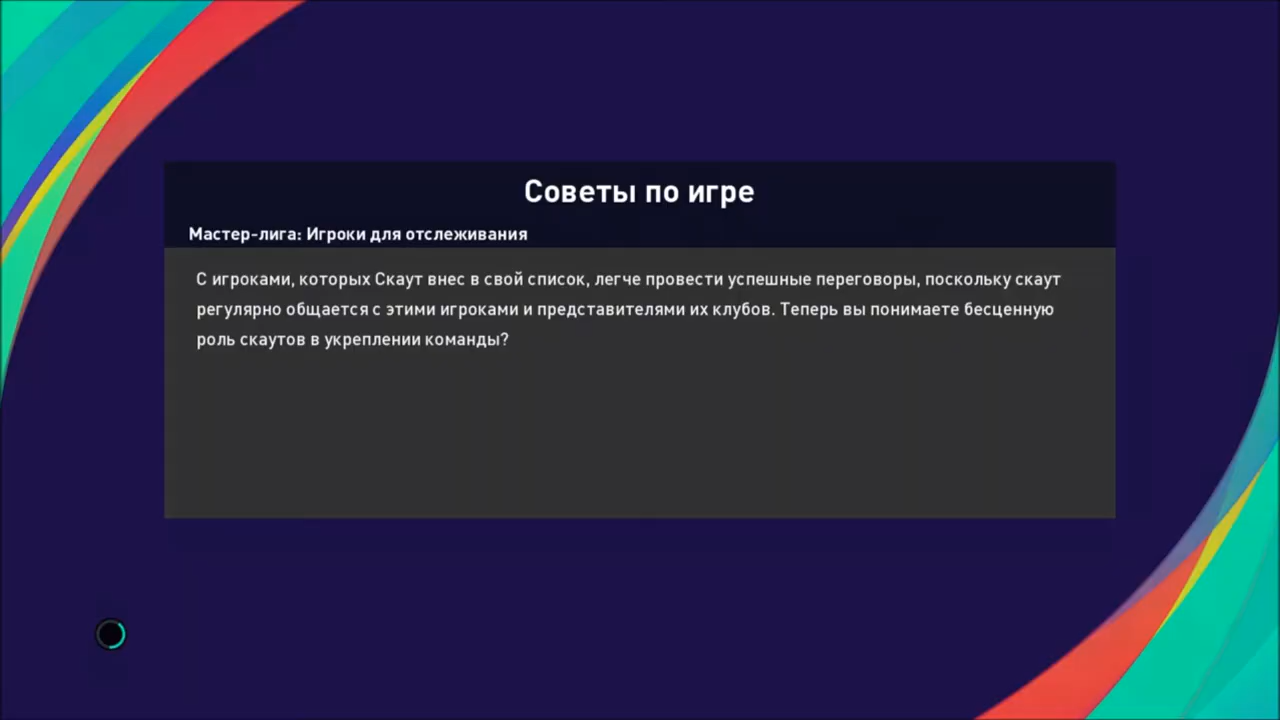 Советы по игре
Мастер-лига: Игроки для отслеживания
С игроками, которых Скаут внес в свой список, легче провести успешные переговоры, поскольку скаут
регулярно общается с этими игроками и представителями их клубов. Теперь вы понимаете бесценную
роль скаутов в укреплении команды?